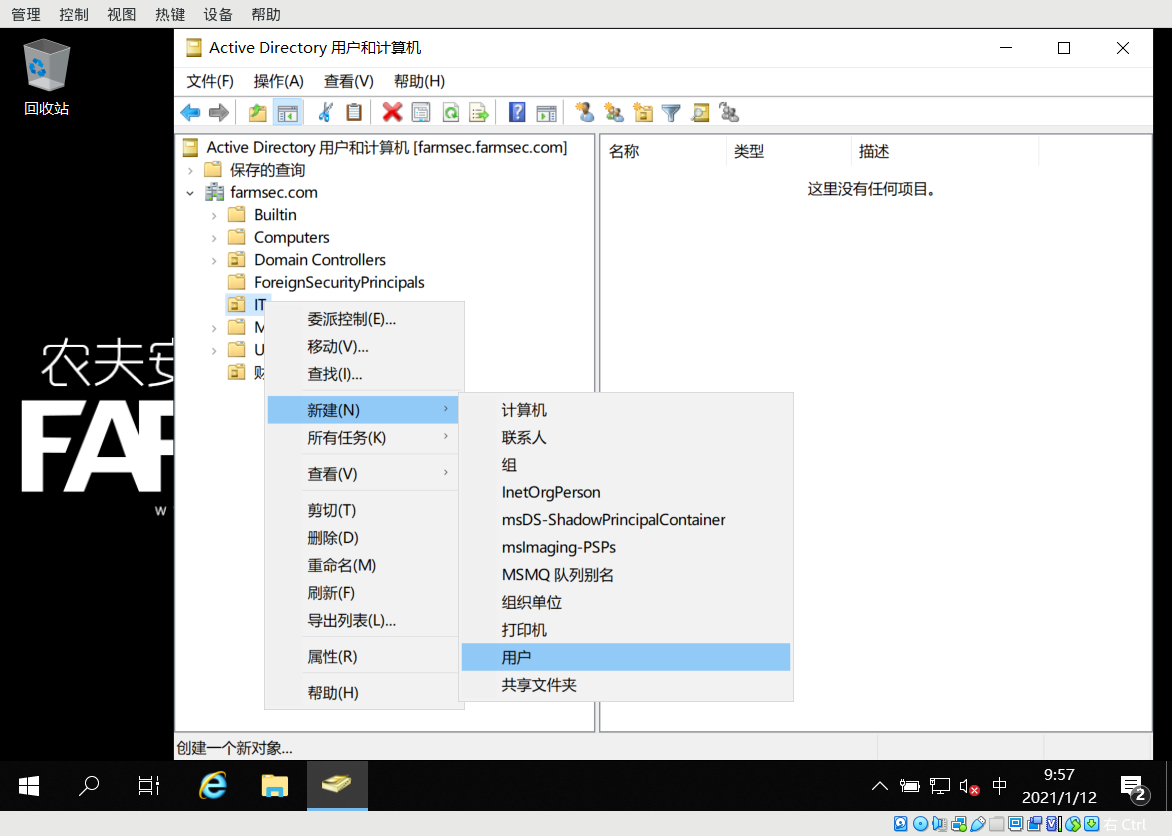 管理 控制 视图 热键 设备 帮助
回收站
Active Directory 用户和计算机
文件(F) 操作(A) 查看(V) 帮助(H)
Active Directory 用户和计算机 [farmsec.farmsec.com]
保存的查询
farmsec.com
Builtin
Computers
Domain Controllers
ForeignSecurityPrincipals
IT
M
U
名称 类型 描述
这里没有任何项目。
委派控制(E)...
移动(V)...
查找(I)...
新建(N)
所有任务(K)
查看(V)
剪切(T)
删除(D)
重命名(M)
刷新(F)
导出列表(L)...
属性(R)
帮助(H)
计算机
联系人
组
InetOrgPerson
msDS-ShadowPrincipalContainer
msImaging-PSPs
MSMQ 队列别名
组织单位
打印机
用户
共享文件夹
农夫安
FAR
W
创建一个新对象...
中
9:57
2021/1/12
2
右 Ctrl